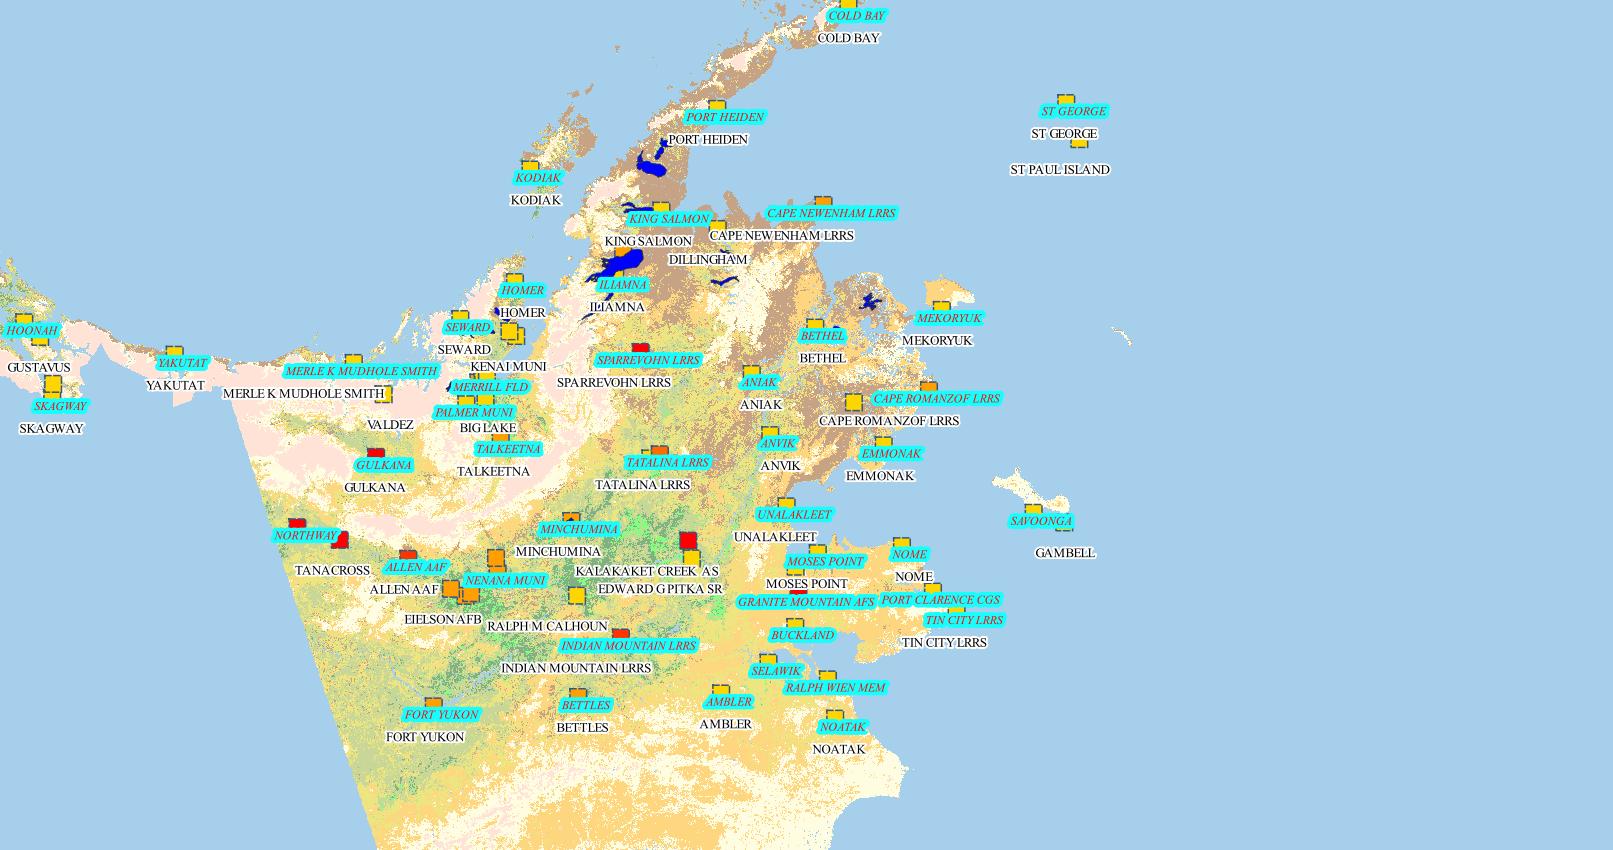 COLD BAY
COLD BAY
ST GEORGE
PORT HEIDEN
ST GEORGE
PORT HEIDEN
ST PAUL ISLAND
KODIAK
KODIAK
CAPE NEWENHAM LRRS
KING SALMON
CAPE NEWENHAM LRRS
KING SALMON
DILLINGHAM
ILIAMNA
HOMER
ILIAMNA
HOMER
MEKORYUK
SEWARD
HOONAH
BETHEL
MEKORYUK
SEWARD
BETHEL
SPARREVOHN LRRS
YAKUTAT
KENAI MUNI
GUSTAVUS
MERLE K MUDHOLE SMITH
SPARREVOHN LRRS
ANIAK
YAKUTAT
MERRILL FLD
MERLE K MUDHOLE SMITH
CAPE ROMANZOF LRRS
SKAGWAY
ANIAK
PALMER MUNI
CAPE ROMANZOF LRRS
VALDEZ
SKAGWAY
BIG LAKE
ANVIK
TALKEETNA
EMMONAK
TATALINA LRRS
GULKANA
ANVIK
TALKEETNA
EMMONAK
TATALINA LRRS
GULKANA
UNALAKLEET
SAVOONGA
MINCHUMINA
NORTHWAY
UNALAKLEET
MINCHUMINA
GAMBELL
NOME
MOSES POINT
ALLEN AAF
TANACROSS
KALAKAKET CREEK AS
NOME
NENANA MUNI
MOSES POINT
ALLEN AAF
EDWARD G PITKA SR
PORT CLARENCE CGS
GRANITE MOUNTAIN AFS
EIELSON AFB
TIN CITY LRRS
RALPH M CALHOUN
BUCKLAND
TIN CITY LRRS
INDIAN MOUNTAIN LRRS
INDIAN MOUNTAIN LRRS
SELAWIK
RALPH WIEN MEM
AMBLER
BETTLES
FORT YUKON
AMBLER
NOATAK
BETTLES
FORT YUKON
NOATAK